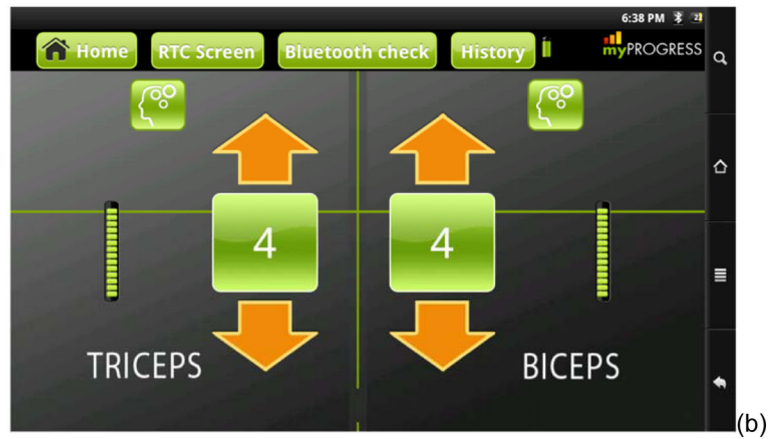 6:38 PM
Home RTC Screen Bluetooth check History myPROGRESS
4 4
TRICEPS BICEPS
(b)